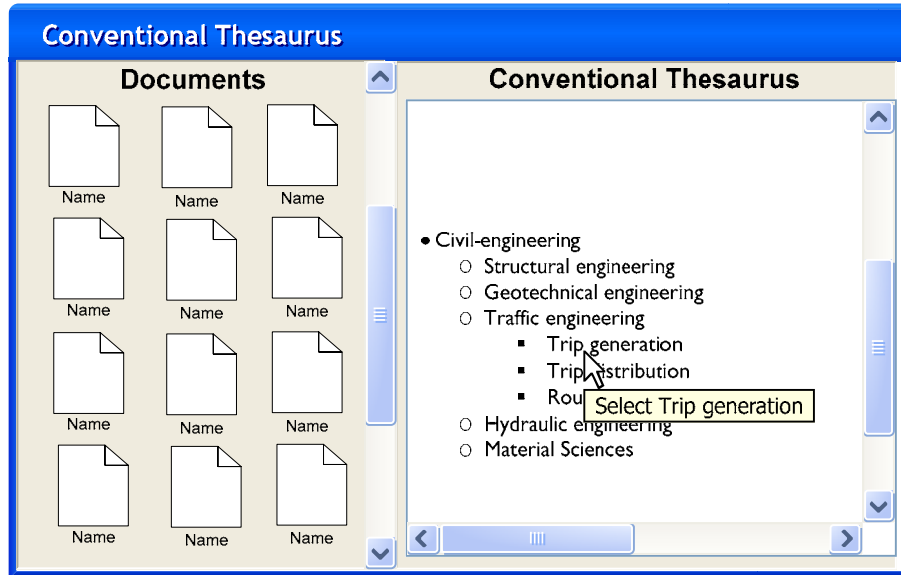 Conventional Thesaurus
Documents
Name Name Name
Name Name Name
Name Name Name
Name Name Name
Conventional Thesaurus
Civil-engineering
Structural engineering
Geotechnical engineering
Traffic engineering
Trip generation
Trip distribution
Select Trip generation
Hydraulic engineering
Material Sciences